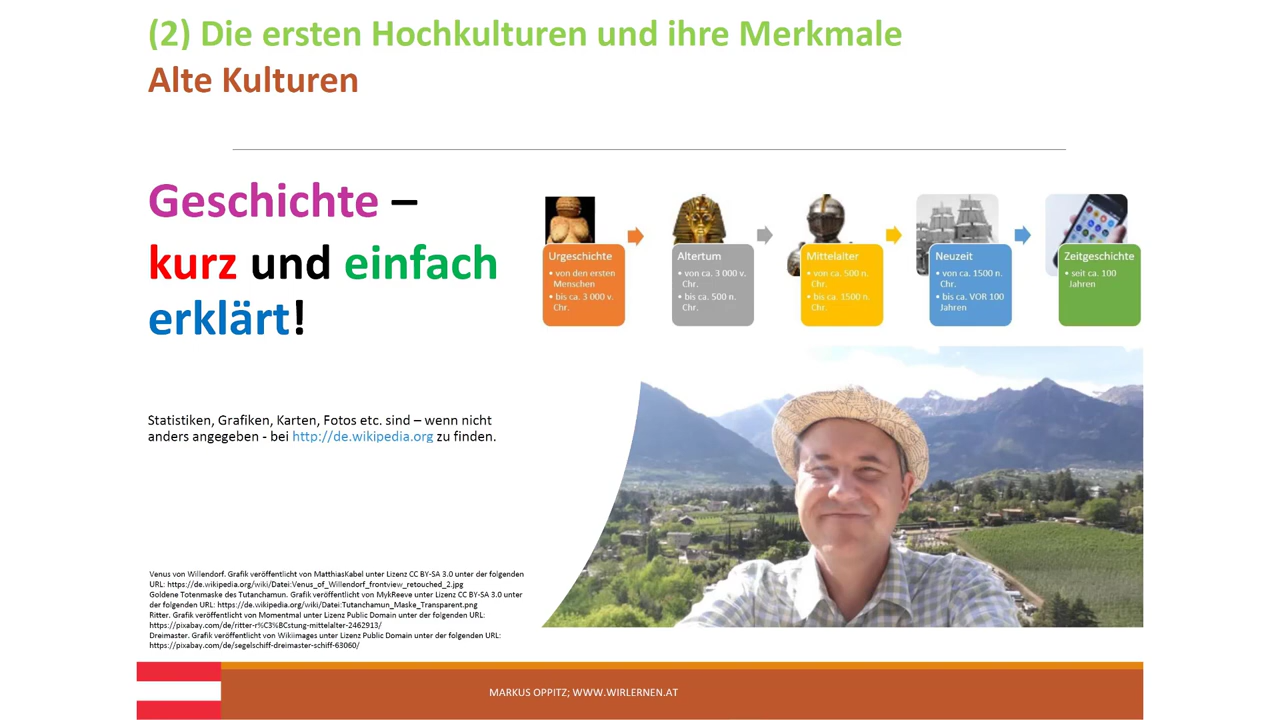 (2) Die ersten Hochkulturen und ihre Merkmale
Alte Kulturen
Geschichte –
kurz und einfach
erklärt!
Urgeschichte
• von den ersten
Menschen
• bis ca. 3 000 v.
Chr.
Altertum
• von ca. 3 000 v.
Chr.
• bis ca. 500 n.
Chr.
Mittelalter
• von ca. 500 n.
Chr.
• bis ca. 1500 n.
Chr.
Neuzeit
• von ca. 1500 n.
Chr.
• bis ca. VOR 100
Jahren
Zeitgeschichte
• seit ca. 100
Jahren
Statistiken, Grafiken, Karten, Fotos etc. sind – wenn nicht
anders angegeben - bei http://de.wikipedia.org zu finden.
Venus von Willendorf. Grafik veröffentlicht von MatthiasKabel unter Lizenz CC BY-SA 3.0 unter der folgenden
URL: https://de.wikipedia.org/wiki/Datei:Venus_of_Willendorf_frontview_retouched_2.jpg
Goldene Totenmaske des Tutanchamun. Grafik veröffentlicht von MykReeve unter Lizenz CC BY-SA 3.0 unter
der folgenden URL: https://de.wikipedia.org/wiki/Datei:Tutanchamun_Maske_Transparent.png
Ritter. Grafik veröffentlicht von Momentmal unter Lizenz Public Domain unter der folgenden URL:
https://pixabay.com/de/ritter-r%C3%BCstung-mittelalter-2462913/
Dreimaster. Grafik veröffentlicht von WikiImages unter Lizenz Public Domain unter der folgenden URL:
https://pixabay.com/de/segelschiff-dreimaster-schiff-63060/
MARKUS OPPITZ; WWW.WIRLERNEN.AT